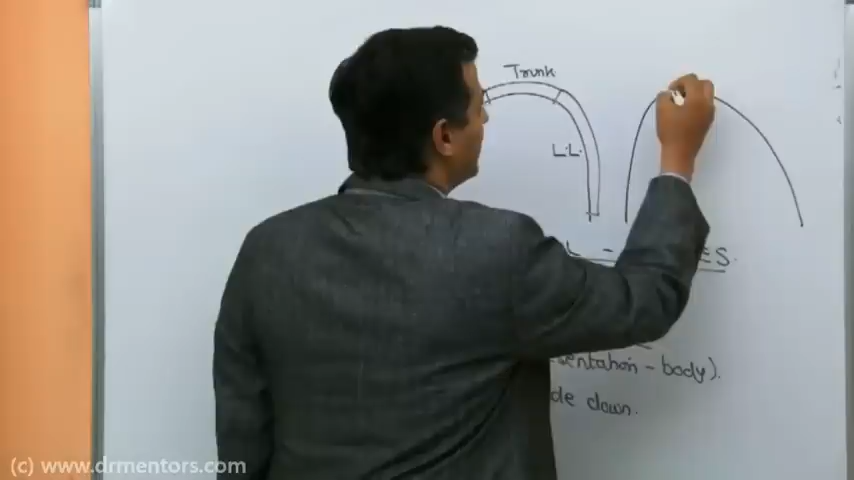 Trunk
L.L.
L - ES.
entation - body).
de down.
(c) www.drmentors.com